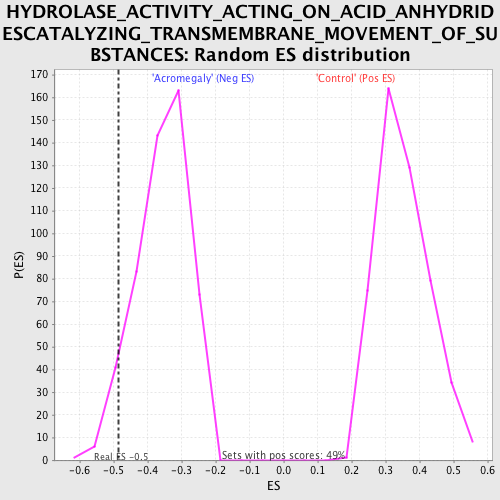 HYDROLASE_ACTIVITY_ACTING_ON_ACID_ANHYDRID
ESCATALYZING_TRANSMEMBRANE_MOVEMENT_OF_SU
BSTANCES: Random ES distribution
'Acromegaly' (Neg ES) 'Control' (Pos ES)
170
160
150
140
130
120
110
100
90
80
70
60
50
40
30
20
10
0
P(ES)
Real ES -0.5 Sets with pos scores: 49%
-0.6 -0.5 -0.4 -0.3 -0.2 -0.1 0.0 0.1 0.2 0.3 0.4 0.5 0.6
ES